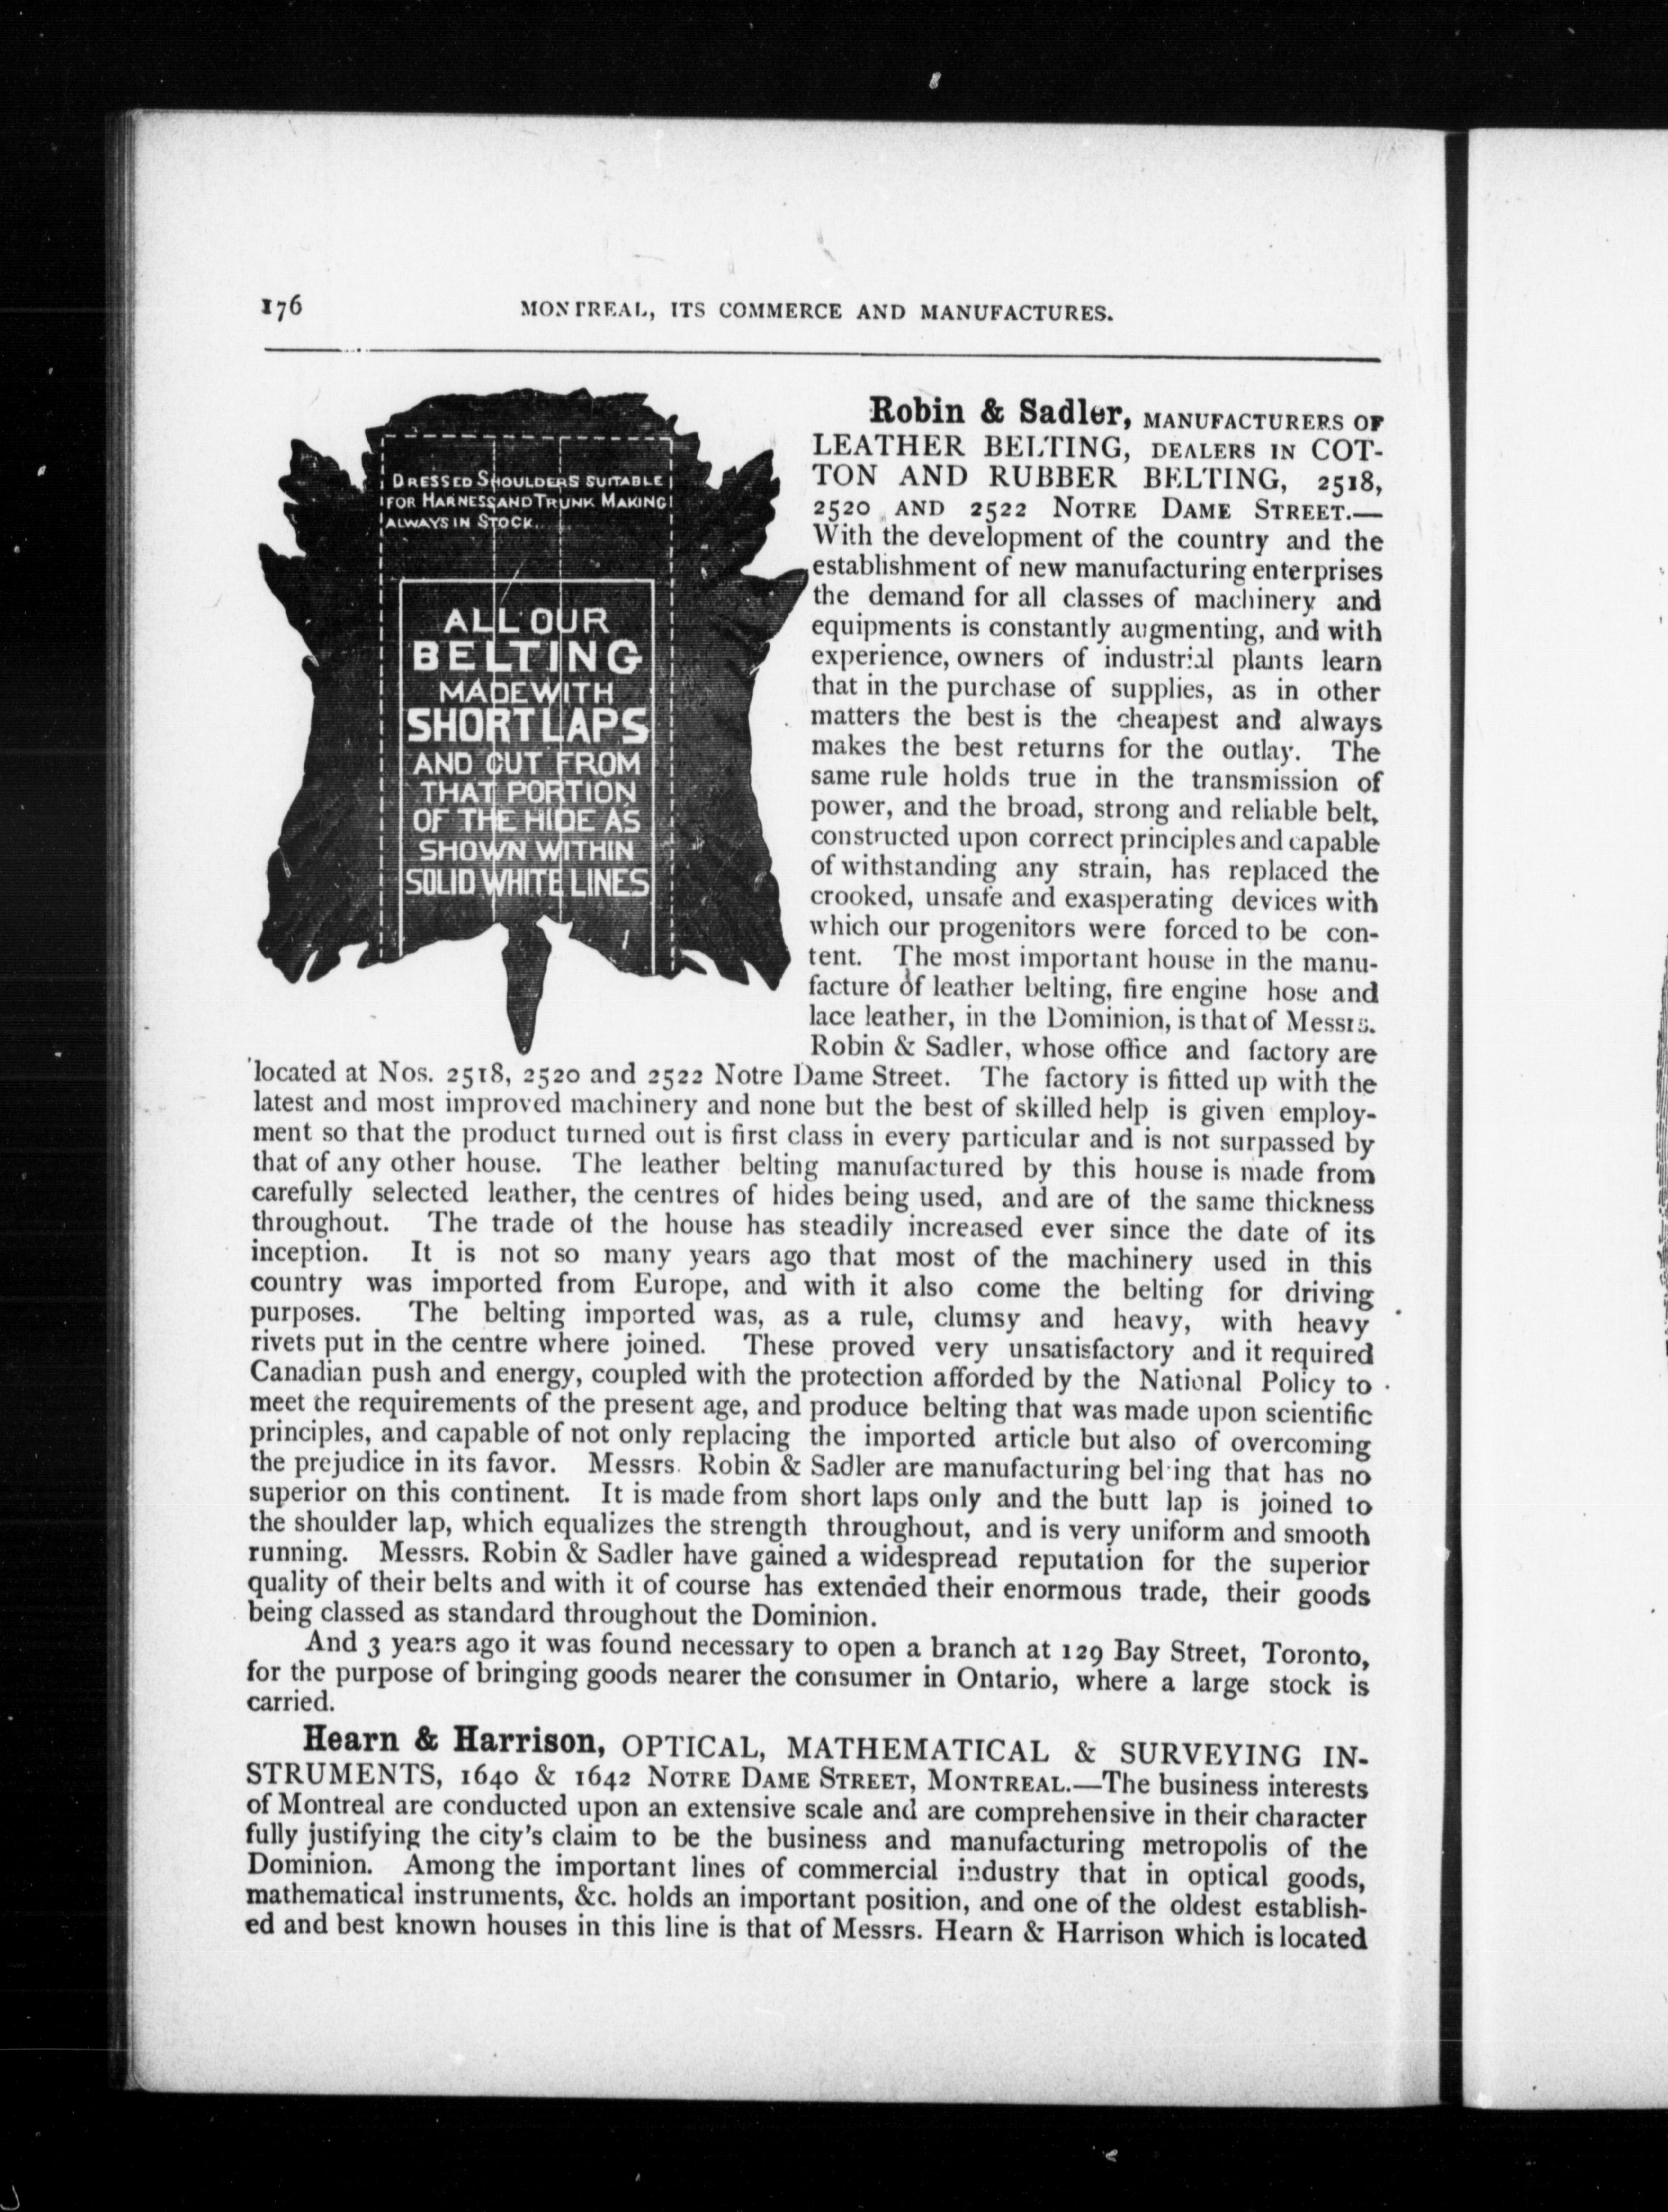 176
MONTREAL, ITS COMMERCE AND MANUFACTURES.
DRESSED SHOULDERS SUITABLE
FOR HARNESS AND TRUNK MAKING
ALWAYS IN STOCK.
ALL OUR
BELTING
MADE WITH
SHORT LAPS
AND CUT FROM
THAT PORTION
OF THE HIDE AS
SHOWN WITHIN
SOLID WHITE LINES
Robin & Sadler, MANUFACTURERS OF
LEATHER BELTING, DEALERS IN COT-
TON AND RUBBER BELTING, 2518,
2520 AND 2522 NOTRE DAME STREET.—
With the development of the country and the
establishment of new manufacturing enterprises
the demand for all classes of machinery and
equipments is constantly augmenting, and with
experience, owners of industrial plants learn
that in the purchase of supplies, as in other
matters the best is the cheapest and always
makes the best returns for the outlay. The
same rule holds true in the transmission of
power, and the broad, strong and reliable belt,
constructed upon correct principles and capable
of withstanding any strain, has replaced the
crooked, unsafe and exasperating devices with
which our progenitors were forced to be con-
tent. The most important house in the manu-
facture of leather belting, fire engine hose and
lace leather, in the Dominion, is that of Messrs.
Robin & Sadler, whose office and factory are
located at Nos. 2518, 2520 and 2522 Notre Dame Street. The factory is fitted up with the
latest and most improved machinery and none but the best of skilled help is given employ-
ment so that the product turned out is first class in every particular and is not surpassed by
that of any other house. The leather belting manufactured by this house is made from
carefully selected leather, the centres of hides being used, and are of the same thickness
throughout. The trade of the house has steadily increased ever since the date of its
inception. It is not so many years ago that most of the machinery used in this
country was imported from Europe, and with it also come the belting for driving
purposes. The belting imported was, as a rule, clumsy and heavy, with heavy
rivets put in the centre where joined. These proved very unsatisfactory and it required
Canadian push and energy, coupled with the protection afforded by the National Policy to
meet the requirements of the present age, and produce belting that was made upon scientific
principles, and capable of not only replacing the imported article but also of overcoming
the prejudice in its favor. Messrs. Robin & Sadler are manufacturing belting that has no
superior on this continent. It is made from short laps only and the butt lap is joined to
the shoulder lap, which equalizes the strength throughout, and is very uniform and smooth
running. Messrs. Robin & Sadler have gained a widespread reputation for the superior
quality of their belts and with it of course has extended their enormous trade, their goods
being classed as standard throughout the Dominion.
And 3 years ago it was found necessary to open a branch at 129 Bay Street, Toronto,
for the purpose of bringing goods nearer the consumer in Ontario, where a large stock is
carried.
Hearn & Harrison, OPTICAL, MATHEMATICAL & SURVEYING IN-
STRUMENTS, 1640 & 1642 NOTRE DAME STREET, MONTREAL.—The business interests
of Montreal are conducted upon an extensive scale and are comprehensive in their character
fully justifying the city's claim to be the business and manufacturing metropolis of the
Dominion. Among the important lines of commercial industry that in optical goods,
mathematical instruments, &c. holds an important position, and one of the oldest establish-
ed and best known houses in this line is that of Messrs. Hearn & Harrison which is located